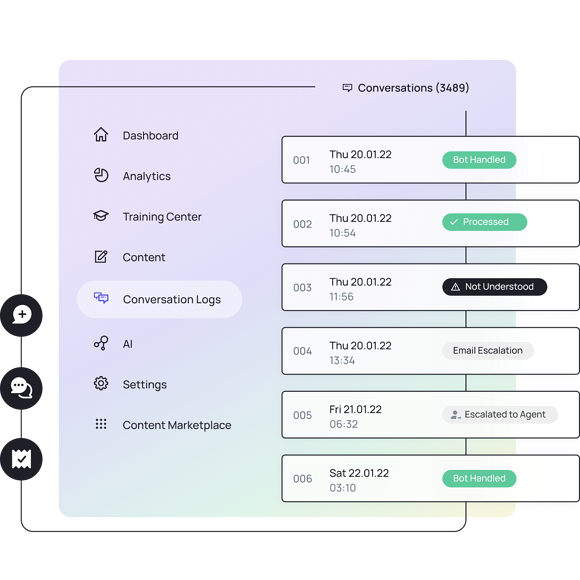 Conversations (3489)
Dashboard
Analytics
Training Center
Content
Conversation Logs
AI
Settings
Content Marketplace
001
Thu 20.01.22
10:45
Bot Handled
002
Thu 20.01.22
10:54
Processed
003
Thu 20.01.22
11:56
Not Understood
004
Thu 20.01.22
13:34
Email Escalation
005
Fri 21.01.22
06:32
Escalated to Agent
006
Sat 22.01.22
03:10
Bot Handled